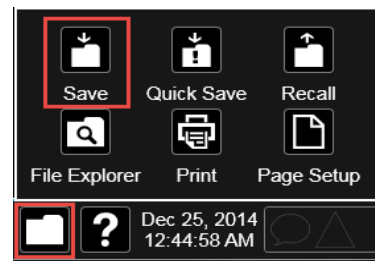 Save Quick Save Recall
File Explorer Print Page Setup
? Dec 25, 2014
12:44:58 AM